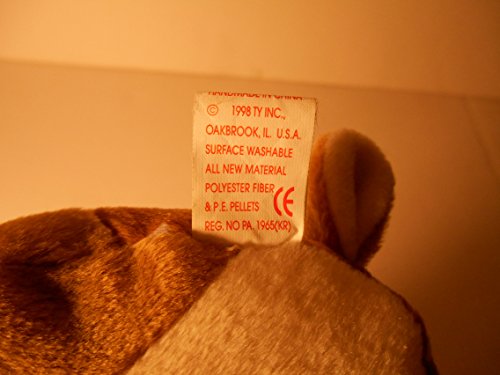 HANDMADE IN CHINA
© 1998 TY INC.,
OAKBROOK, IL. U.S.A.
SURFACE WASHABLE
ALL NEW MATERIAL
POLYESTER FIBER
& P.E. PELLETS CE
REG. NO PA. 1965(KR)